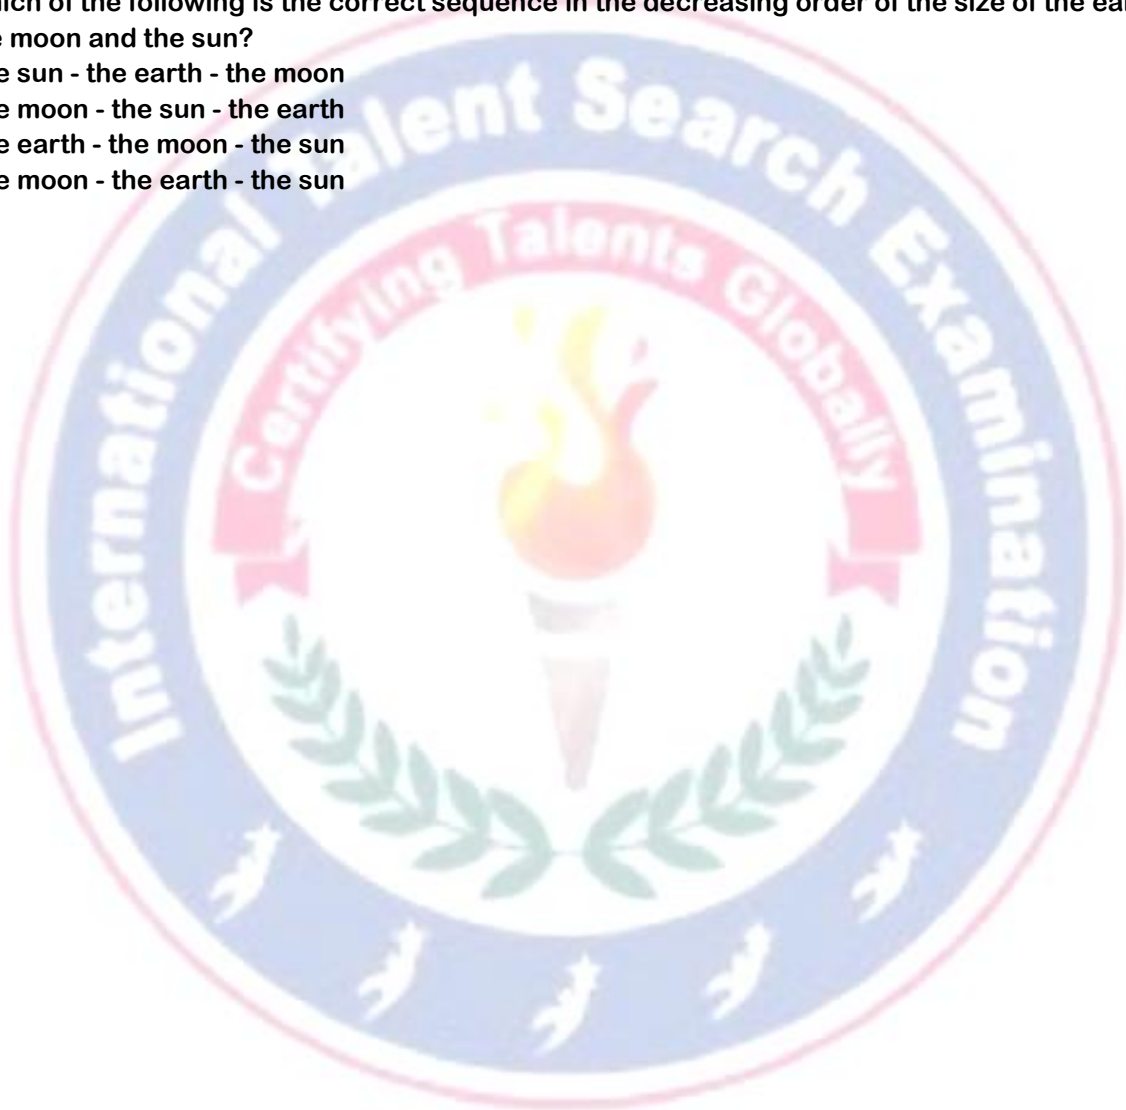 ich of the following is the correct sequence in the decreasing order of the size of the ea
e moon and the sun?
e sun - the earth - the moon
e moon - the sun - the earth
e earth - the moon - the sun
e moon - the earth - the sun
International Talent Search Examination
Certifying Talents Globally